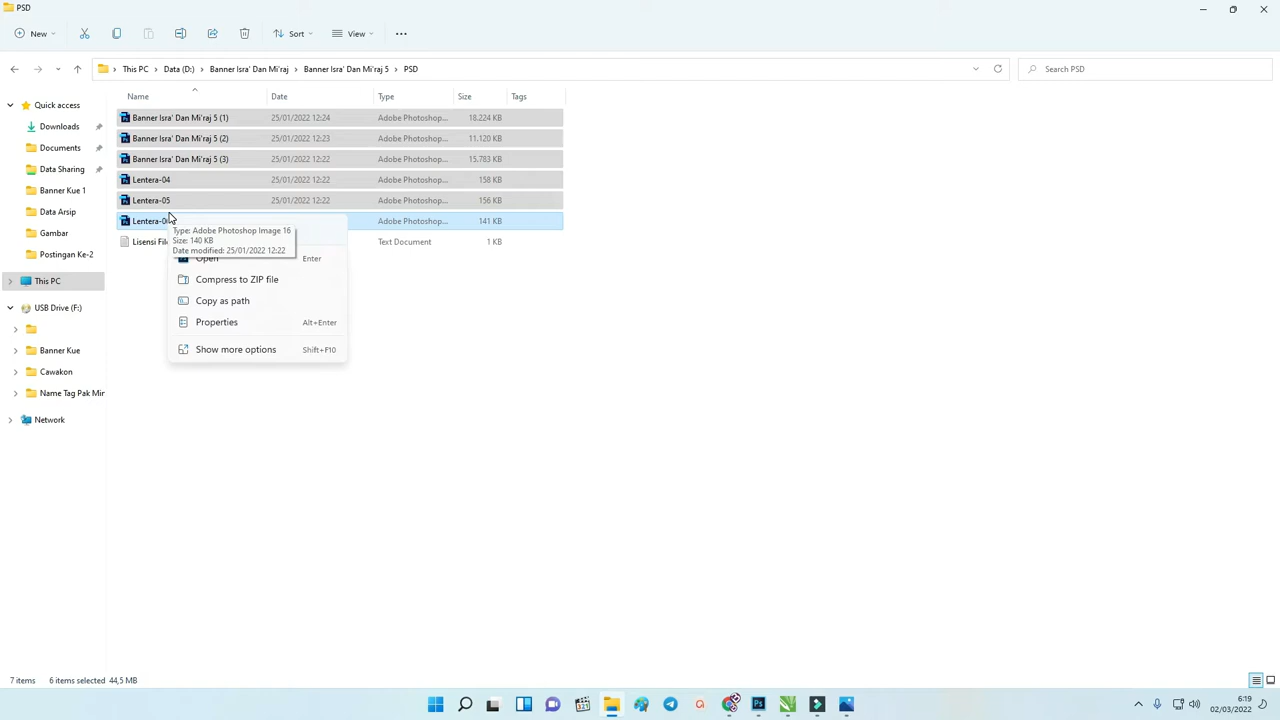 PSD
New
Sort
View
This PC
Data (D:)
Banner Isra' Dan Mi'raj
Banner Isra' Dan Mi'raj 5
PSD
Search PSD
Name Date Type Size Tags
Quick access
Downloads
Documents
Data Sharing
Banner Kue 1
Data Arsip
Gambar
Postingan Ke-2
This PC
USB Drive (F:)
Banner Kue
Cawakon
Name Tag Pak Mir
Network
Banner Isra' Dan Mi'raj 5 (1) 25/01/2022 12:24 Adobe Photoshop... 18.224 KB
Banner Isra' Dan Mi'raj 5 (2) 25/01/2022 12:23 Adobe Photoshop... 11.120 KB
Banner Isra' Dan Mi'raj 5 (3) 25/01/2022 12:22 Adobe Photoshop... 15.783 KB
Lentera-04 25/01/2022 12:22 Adobe Photoshop... 158 KB
Lentera-05 25/01/2022 12:22 Adobe Photoshop... 156 KB
Adobe Photoshop... 141 KB
Lisensi Text Document 1 KB
Type: Adobe Photoshop Image 16
Size: 140 KB
Date modified: 25/01/2022 12:22
Open Enter
Compress to ZIP file
Copy as path
Properties Alt+Enter
Show more options Shift+F10
7 items 6 items selected 44,5 MB
6:19
02/03/2022